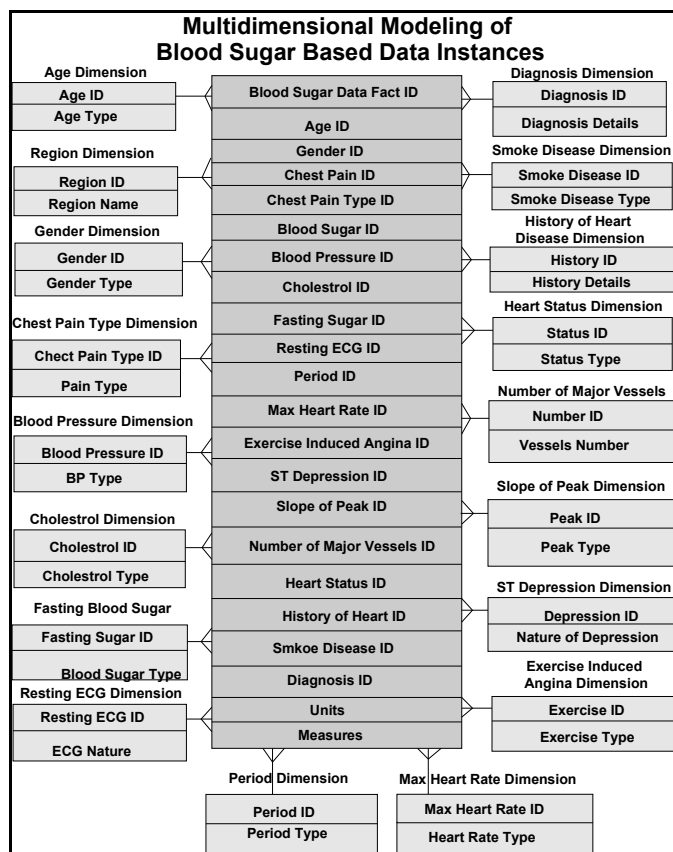 Multidimensional Modeling of
Blood Sugar Based Data Instances
Age Dimension
Age ID
Age Type
Region Dimension
Region ID
Region Name
Gender Dimension
Gender ID
Gender Type
Chest Pain Type Dimension
Chect Pain Type ID
Pain Type
Blood Pressure Dimension
Blood Pressure ID
BP Type
Cholestrol Dimension
Cholestrol ID
Cholestrol Type
Fasting Blood Sugar
Fasting Sugar ID
Blood Sugar Type
Resting ECG Dimension
Resting ECG ID
ECG Nature
Blood Sugar Data Fact ID
Age ID
Gender ID
Chest Pain ID
Chest Pain Type ID
Blood Sugar ID
Blood Pressure ID
Cholestrol ID
Fasting Sugar ID
Resting ECG ID
Period ID
Max Heart Rate ID
Exercise Induced Angina ID
ST Depression ID
Slope of Peak ID
Number of Major Vessels ID
Heart Status ID
History of Heart ID
Smkoe Disease ID
Diagnosis ID
Units
Measures
Diagnosis Dimension
Diagnosis ID
Diagnosis Details
Smoke Disease Dimension
Smoke Disease ID
Smoke Disease Type
History of Heart
Disease Dimension
History ID
History Details
Heart Status Dimension
Status ID
Status Type
Number of Major Vessels
Number ID
Vessels Number
Slope of Peak Dimension
Peak ID
Peak Type
ST Depression Dimension
Depression ID
Nature of Depression
Exercise Induced
Angina Dimension
Exercise ID
Exercise Type
Period Dimension
Period ID
Period Type
Max Heart Rate Dimension
Max Heart Rate ID
Heart Rate Type